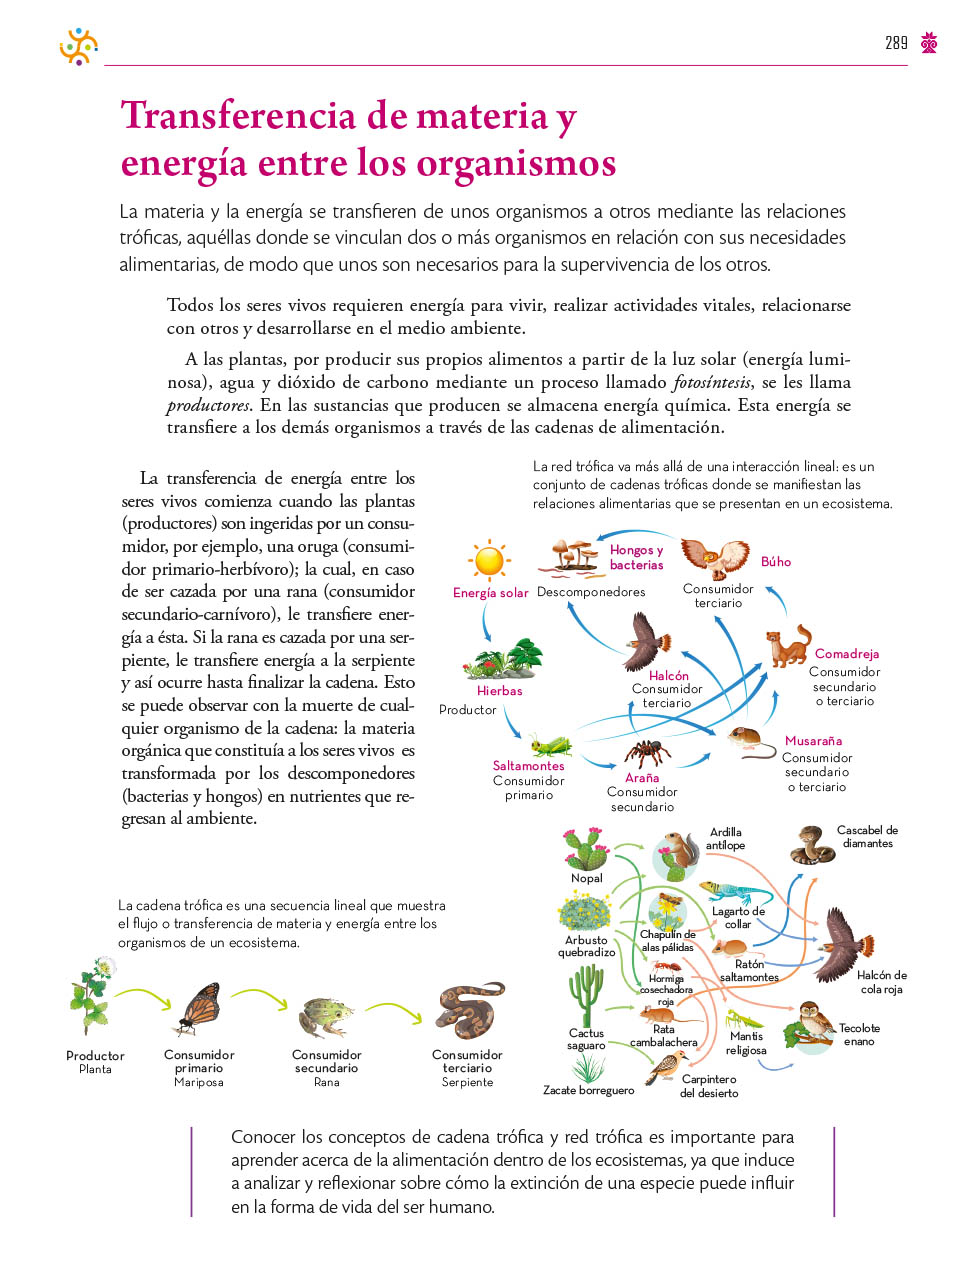 289
Transferencia de materia y
energía entre los organismos
La materia y la energía se transfieren de unos organismos a otros mediante las relaciones
tróficas, aquéllas donde se vinculan dos o más organismos en relación con sus necesidades
alimentarias, de modo que unos son necesarios para la supervivencia de los otros.
Todos los seres vivos requieren energía para vivir, realizar actividades vitales, relacionarse
con otros y desarrollarse en el medio ambiente.
A las plantas, por producir sus propios alimentos a partir de la luz solar (energía lumi-
nosa), agua y dióxido de carbono mediante un proceso llamado fotosíntesis, se les llama
productores. En las sustancias que producen se almacena energía química. Esta energía se
transfiere a los demás organismos a través de las cadenas de alimentación.
La transferencia de energía entre los
seres vivos comienza cuando las plantas
(productores) son ingeridas por un consu-
midor, por ejemplo, una oruga (consumi-
dor primario-herbívoro); la cual, en caso
de ser cazada por una rana (consumidor
secundario-carnívoro), le transfiere ener-
gía a ésta. Si la rana es cazada por una ser-
piente, le transfiere energía a la serpiente
y así ocurre hasta finalizar la cadena. Esto
se puede observar con la muerte de cual-
quier organismo de la cadena: la materia
orgánica que constituía a los seres vivos es
transformada por los descomponedores
(bacterias y hongos) en nutrientes que re-
gresan al ambiente.
La red trófica va más allá de una interacción lineal: es un
conjunto de cadenas tróficas donde se manifiestan las
relaciones alimentarias que se presentan en un ecosistema.
Energía solar
Hongos y
bacterias
Descomponedores
Búho
Consumidor
terciario
Hierbas
Productor
Halcón
Consumidor
terciario
Comadreja
Consumidor
secundario
o terciario
Saltamontes
Consumidor
primario
Araña
Consumidor
secundario
Musaraña
Consumidor
secundario
o terciario
Nopal
Ardilla
antílope
Cascabel de
diamantes
Arbusto
quebradizo
Chapulín de
alas pálidas
Lagarto de
collar
Ratón
saltamontes
Halcón de
cola roja
Hormiga
cosechadora
roja
Cactus
saguaro
Rata
cambalachera
Mantis
religiosa
Tecolote
enano
Zacate borreguero
Carpintero
del desierto
La cadena trófica es una secuencia lineal que muestra
el flujo o transferencia de materia y energía entre los
organismos de un ecosistema.
Productor
Planta
Consumidor
primario
Mariposa
Consumidor
secundario
Rana
Consumidor
terciario
Serpiente
Conocer los conceptos de cadena trófica y red trófica es importante para
aprender acerca de la alimentación dentro de los ecosistemas, ya que induce
a analizar y reflexionar sobre cómo la extinción de una especie puede influir
en la forma de vida del ser humano.